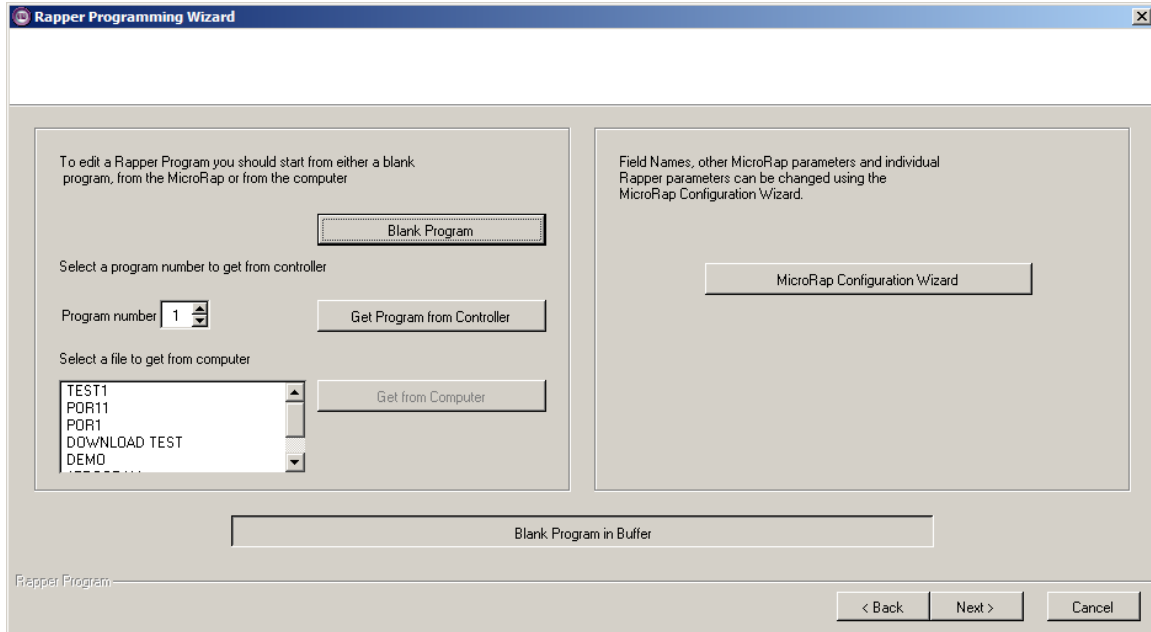 Rapper Programming Wizard
To edit a Rapper Program you should start from either a blank
program, from the MicroRap or from the computer
Blank Program
Select a program number to get from controller
Program number 1
Get Program from Controller
Select a file to get from computer
TEST1
POR11
POR1
DOWNLOAD TEST
DEMO
Get from Computer
Field Names, other MicroRap parameters and individual
Rapper parameters can be changed using the
MicroRap Configuration Wizard.
MicroRap Configuration Wizard
Blank Program in Buffer
Rapper Program
< Back
Next >
Cancel